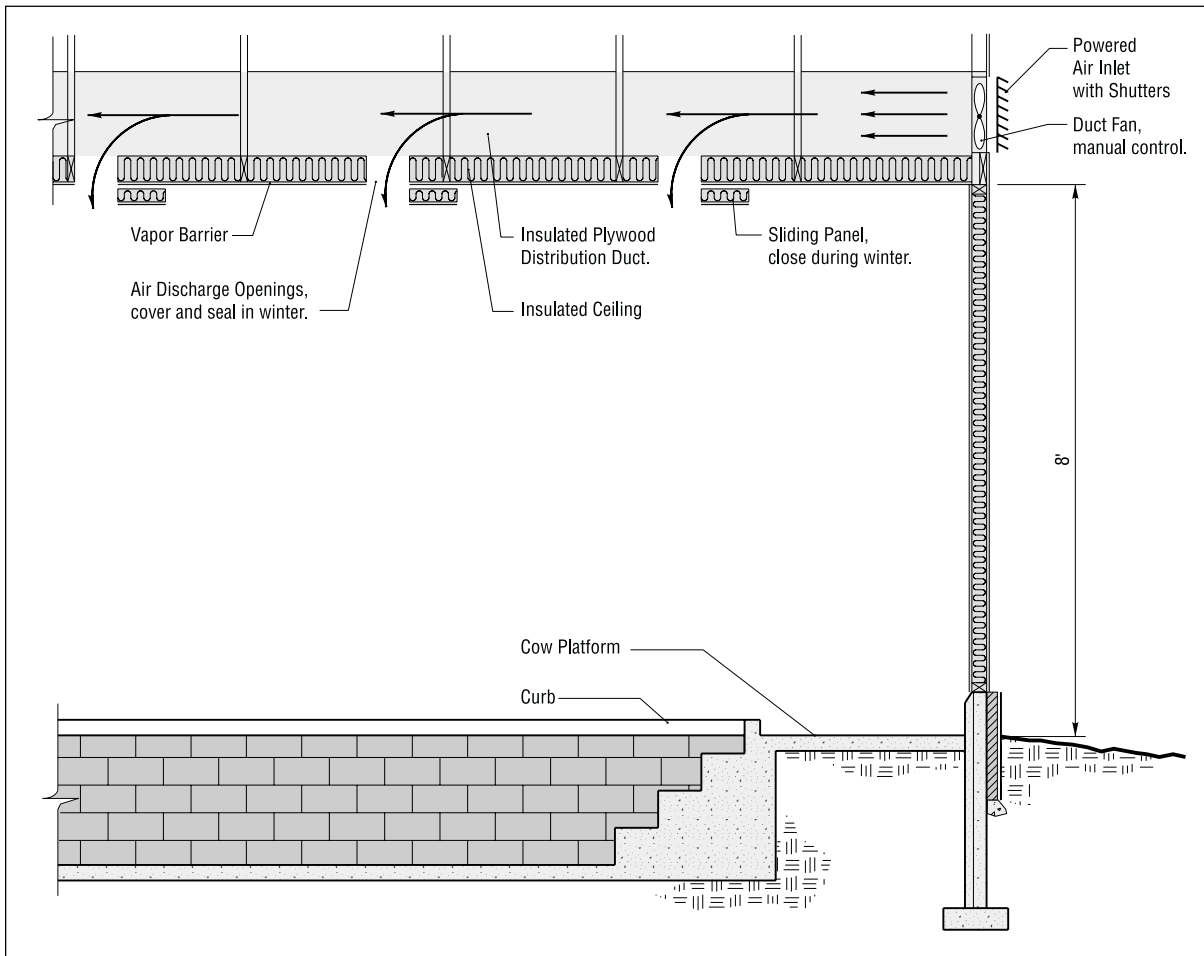 Powered
Air Inlet
with Shutters
Duct Fan,
manual control.
Vapor Barrier
Insulated Plywood
Distribution Duct.
Sliding Panel,
close during winter.
Air Discharge Openings,
cover and seal in winter.
Insulated Ceiling
8'
Cow Platform
Curb